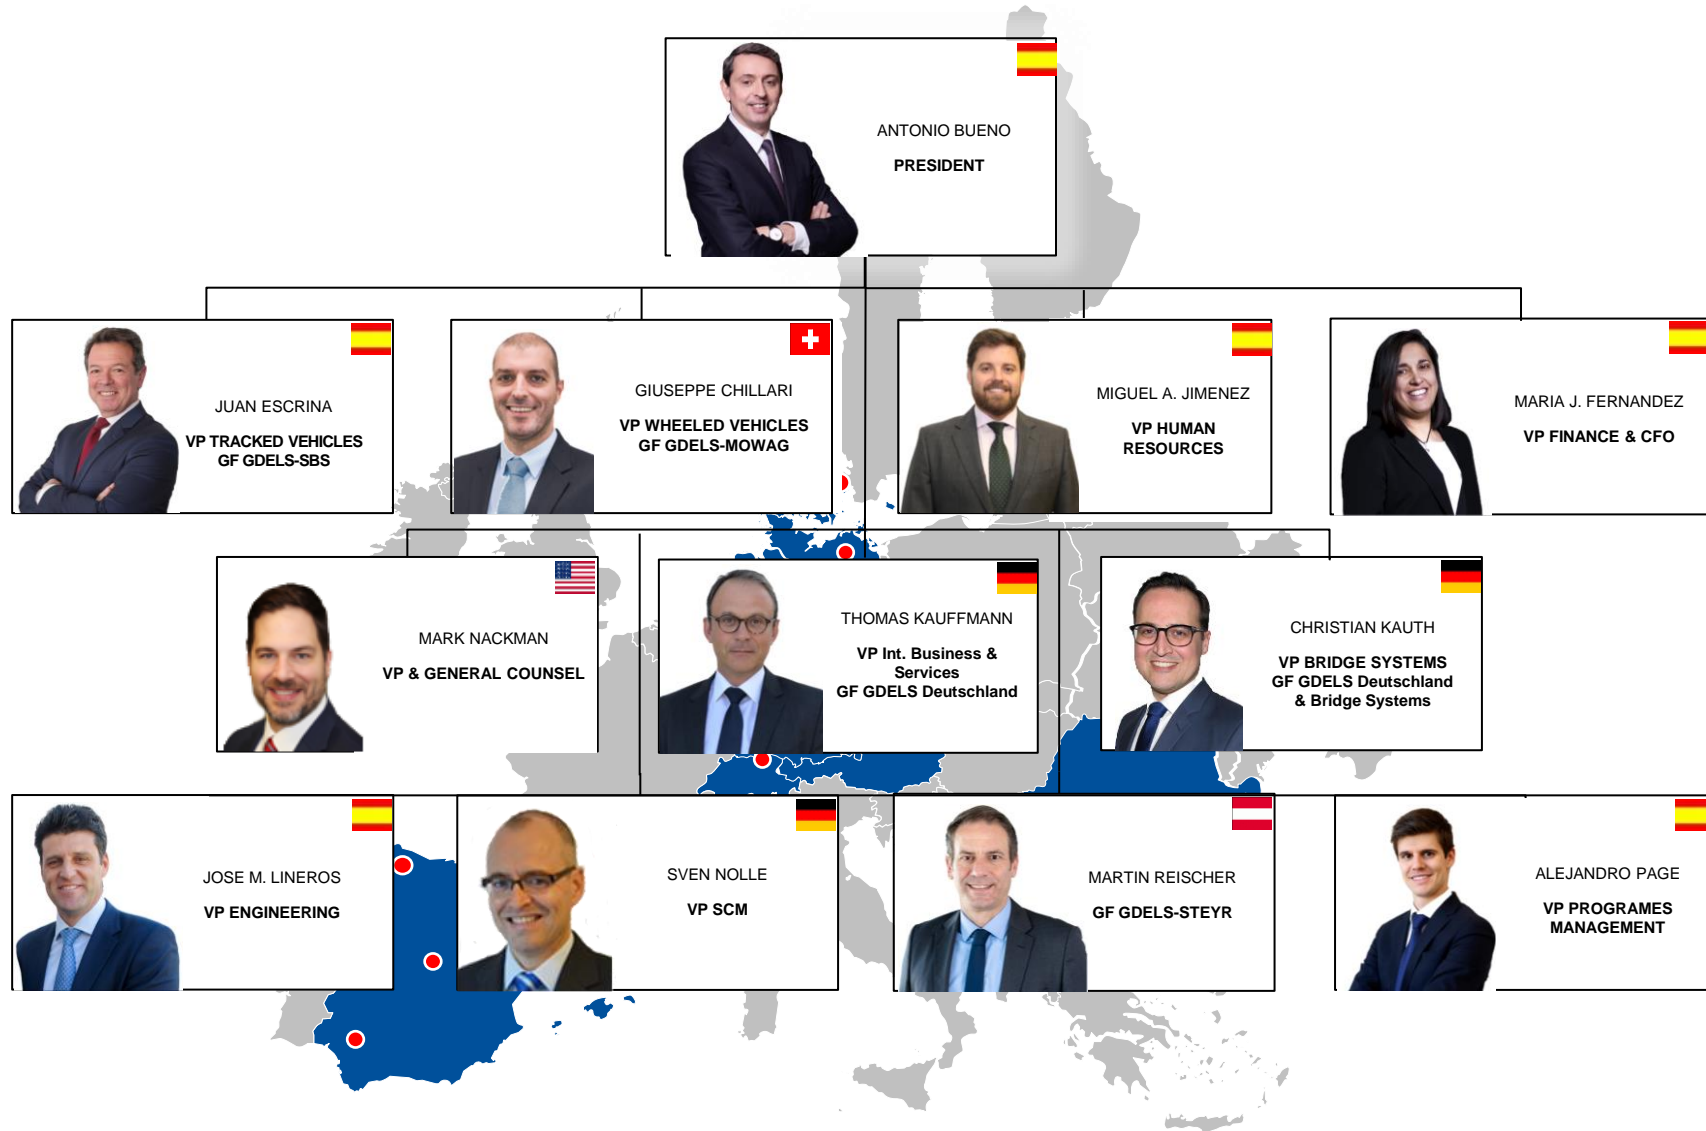 ANTONIO BUENO
PRESIDENT
JUAN ESCRINA
VP TRACKED VEHICLES
GF GDELS-SBS
GIUSEPPE CHILLARI
VP WHEELED VEHICLES
GF GDELS-MOWAG
MIGUEL A. JIMENEZ
VP HUMAN
RESOURCES
MARIA J. FERNANDEZ
VP FINANCE & CFO
MARK NACKMAN
VP & GENERAL COUNSEL
THOMAS KAUFFMANN
VP Int. Business &
Services
GF GDELS Deutschland
CHRISTIAN KAUTH
VP BRIDGE SYSTEMS
GF GDELS Deutschland
& Bridge Systems
JOSE M. LINEROS
VP ENGINEERING
SVEN NOLLE
VP SCM
MARTIN REISCHER
GF GDELS-STEYR
ALEJANDRO PAGE
VP PROGRAMES
MANAGEMENT